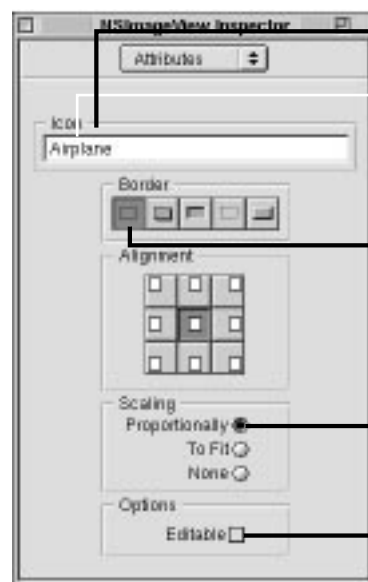 NSImageView Inspector
Attributes
Icon
Airplane
Border
Alignment
Scaling
Proportionally
To Fit
None
Options
Editable